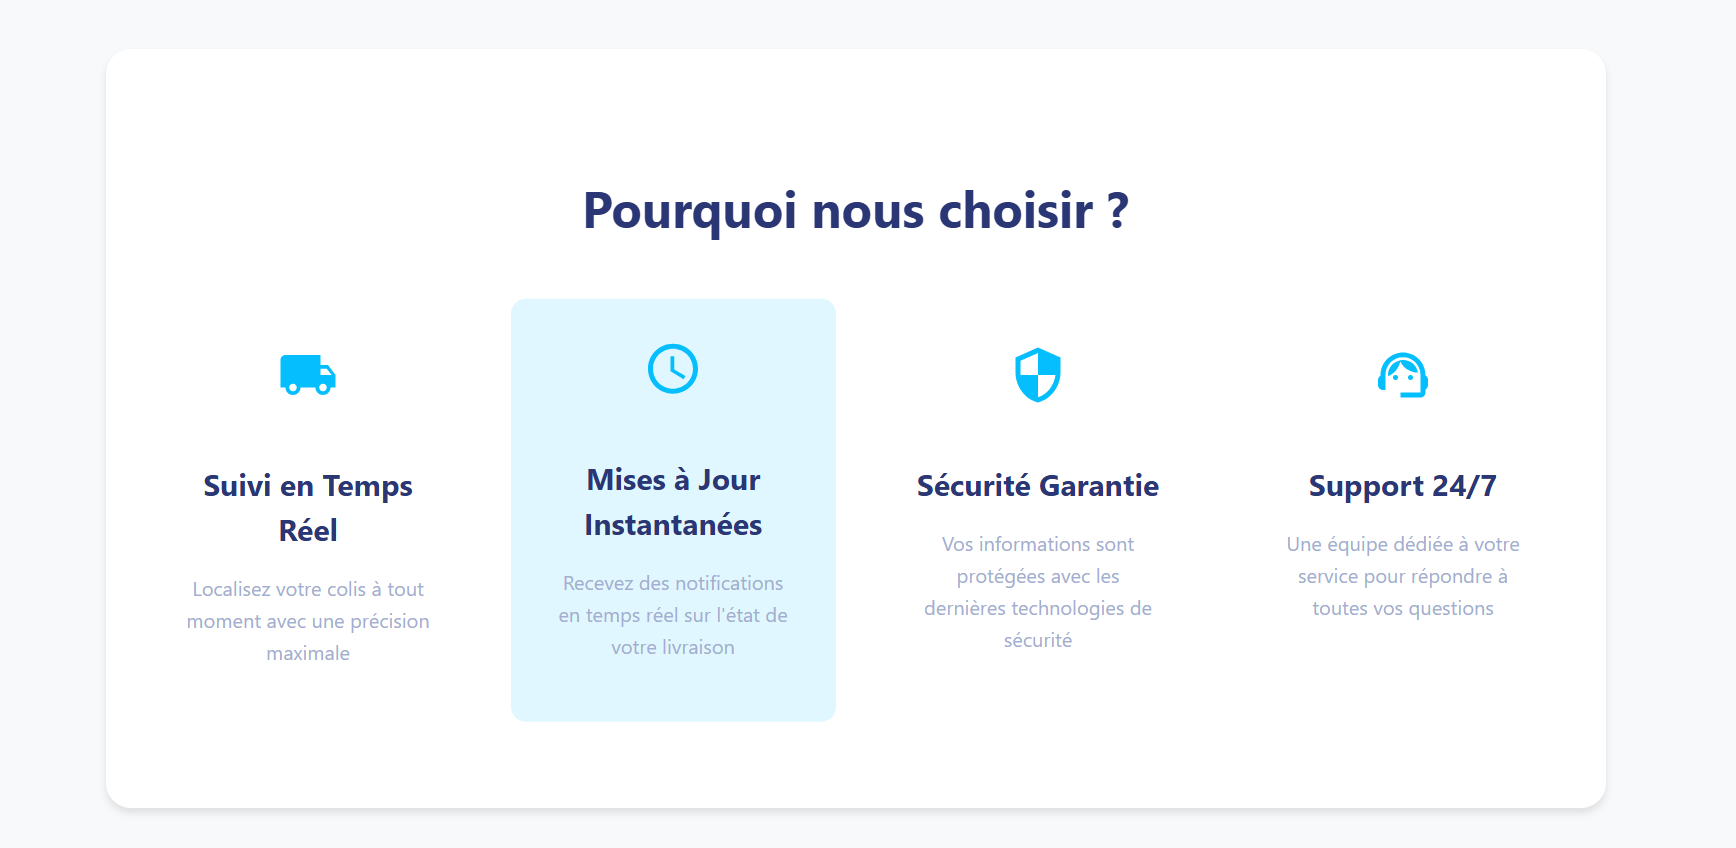 Pourquoi nous choisir ?
Suivi en Temps
Réel
Localisez votre colis à tout
moment avec une précision
maximale
Mises à Jour
Instantanées
Recevez des notifications
en temps réel sur l'état de
votre livraison
Sécurité Garantie
Vos informations sont
protégées avec les
dernières technologies de
sécurité
Support 24/7
Une équipe dédiée à votre
service pour répondre à
toutes vos questions